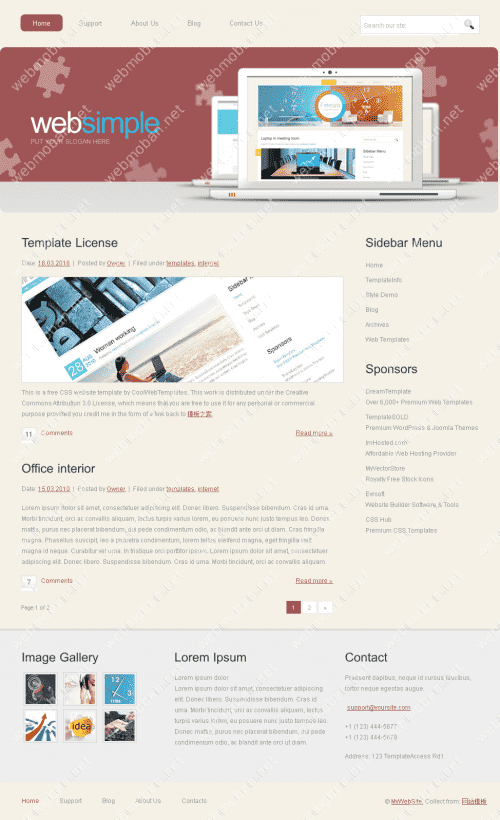 Home Support About Us Blog Contact Us
Search our site:
websimple
PUT YOUR SLOGAN HERE
Template License
Date: 18.03.2010 | Posted by Owner | Filed under templates, internet
Sidebar
Women working
28 AUG
Sponsors
This is a free CSS website template by CoolWebTemplates. This work is distributed under the Creative
Commons Attribution 3.0 License, which means that you are free to use it for any personal or commercial
purpose provided you credit me in the form of a link back to 模板之家.
11 Comments Read more »
Office interior
Date: 15.03.2010 | Posted by Owner | Filed under templates, internet
Lorem ipsum dolor sit amet, consectetuer adipiscing elit. Donec libero. Suspendisse bibendum. Cras id urna.
Morbi tincidunt, orci ac convallis aliquam, lectus turpis varius lorem, eu posuere nunc justo tempus leo. Donec
mattis, purus nec placerat bibendum, dui pede condimentum odio, ac blandit ante orci ut diam. Cras fringilla
magna. Phasellus suscipit, leo a pharetra condimentum, lorem tellus eleifend magna, eget fringilla velit
magna id neque. Curabitur vel urna. In tristique orci porttitor ipsum. Lorem ipsum dolor sit amet, consectetuer
adipiscing elit. Donec libero. Suspendisse bibendum. Cras id urna. Morbi tincidunt, orci ac convallis aliquam.
7 Comments Read more »
Page 1 of 2 1 2 »
Sidebar Menu
Home
TemplateInfo
Style Demo
Blog
Archives
Web Templates
Sponsors
DreamTemplate
Over 6,000+ Premium Web Templates
TemplateSOLD
Premium WordPress & Joomla Themes
ImHosted.com
Affordable Web Hosting Provider
MyVectorStore
Royalty Free Stock Icons
Evrsoft
Website Builder Software & Tools
CSS Hub
Premium CSS Templates
Image Gallery
idea
Lorem Ipsum
Lorem ipsum dolor
Lorem ipsum dolor sit amet, consectetuer adipiscing
elit. Donec libero. Suspendisse bibendum. Cras id
urna. Morbi tincidunt, orci ac convallis aliquam, lectus
turpis varius lorem, eu posuere nunc justo tempus leo.
Donec mattis, purus nec placerat bibendum, dui pede
condimentum odio, ac blandit ante orci ut diam.
Contact
Praesent dapibus, neque id cursus faucibus,
tortor neque egestas augue.
support@yoursite.com
+1 (123) 444-5677
+1 (123) 444-5678
Address: 123 TemplateAccess Rd1
Home Support Blog About Us Contacts
© MyWebSite. Collect from: 网站模板